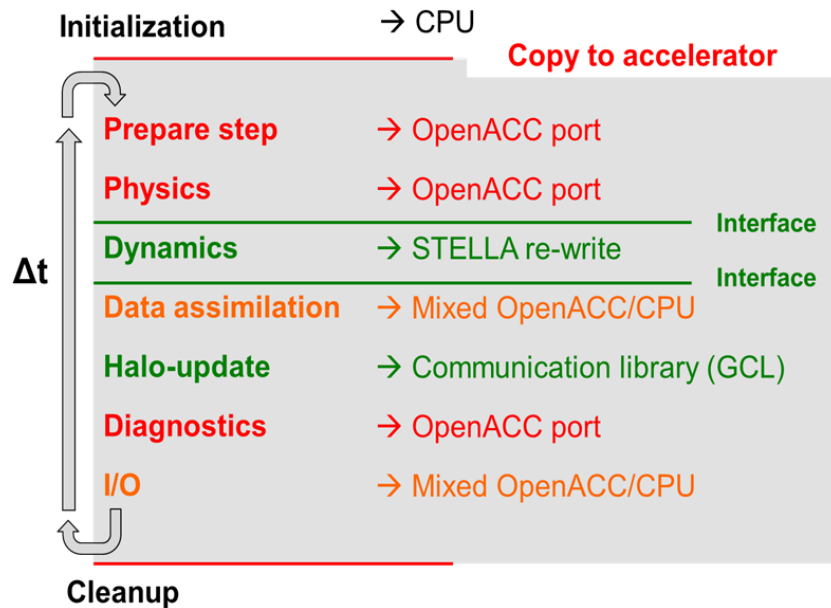 Initialization → CPU
Copy to accelerator
Prepare step → OpenACC port
Physics → OpenACC port
Interface
Dynamics → STELLA re-write
Interface
Δt
Data assimilation → Mixed OpenACC/CPU
Halo-update → Communication library (GCL)
Diagnostics → OpenACC port
I/O → Mixed OpenACC/CPU
Cleanup